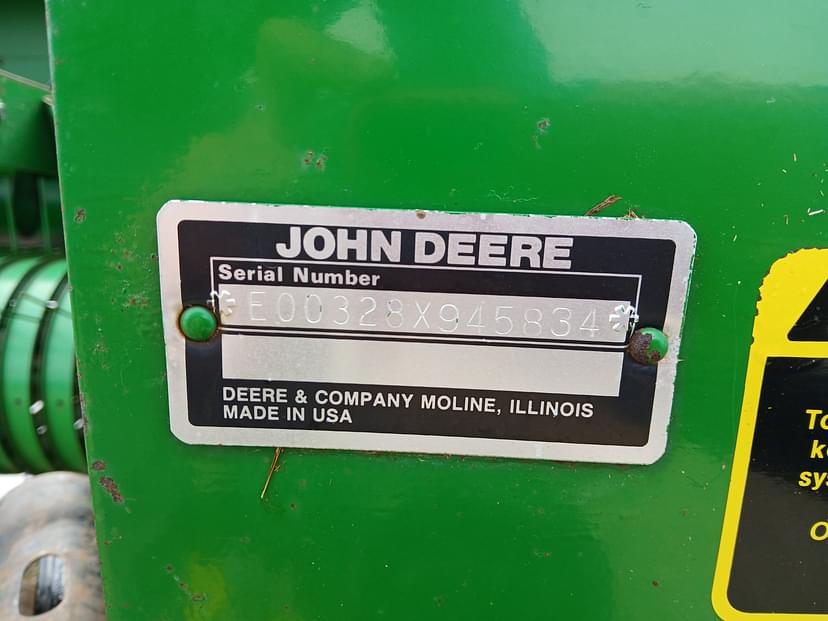 JOHN DEERE
Serial Number
*E00328X945834*
DEERE & COMPANY MOLINE, ILLINOIS
MADE IN USA